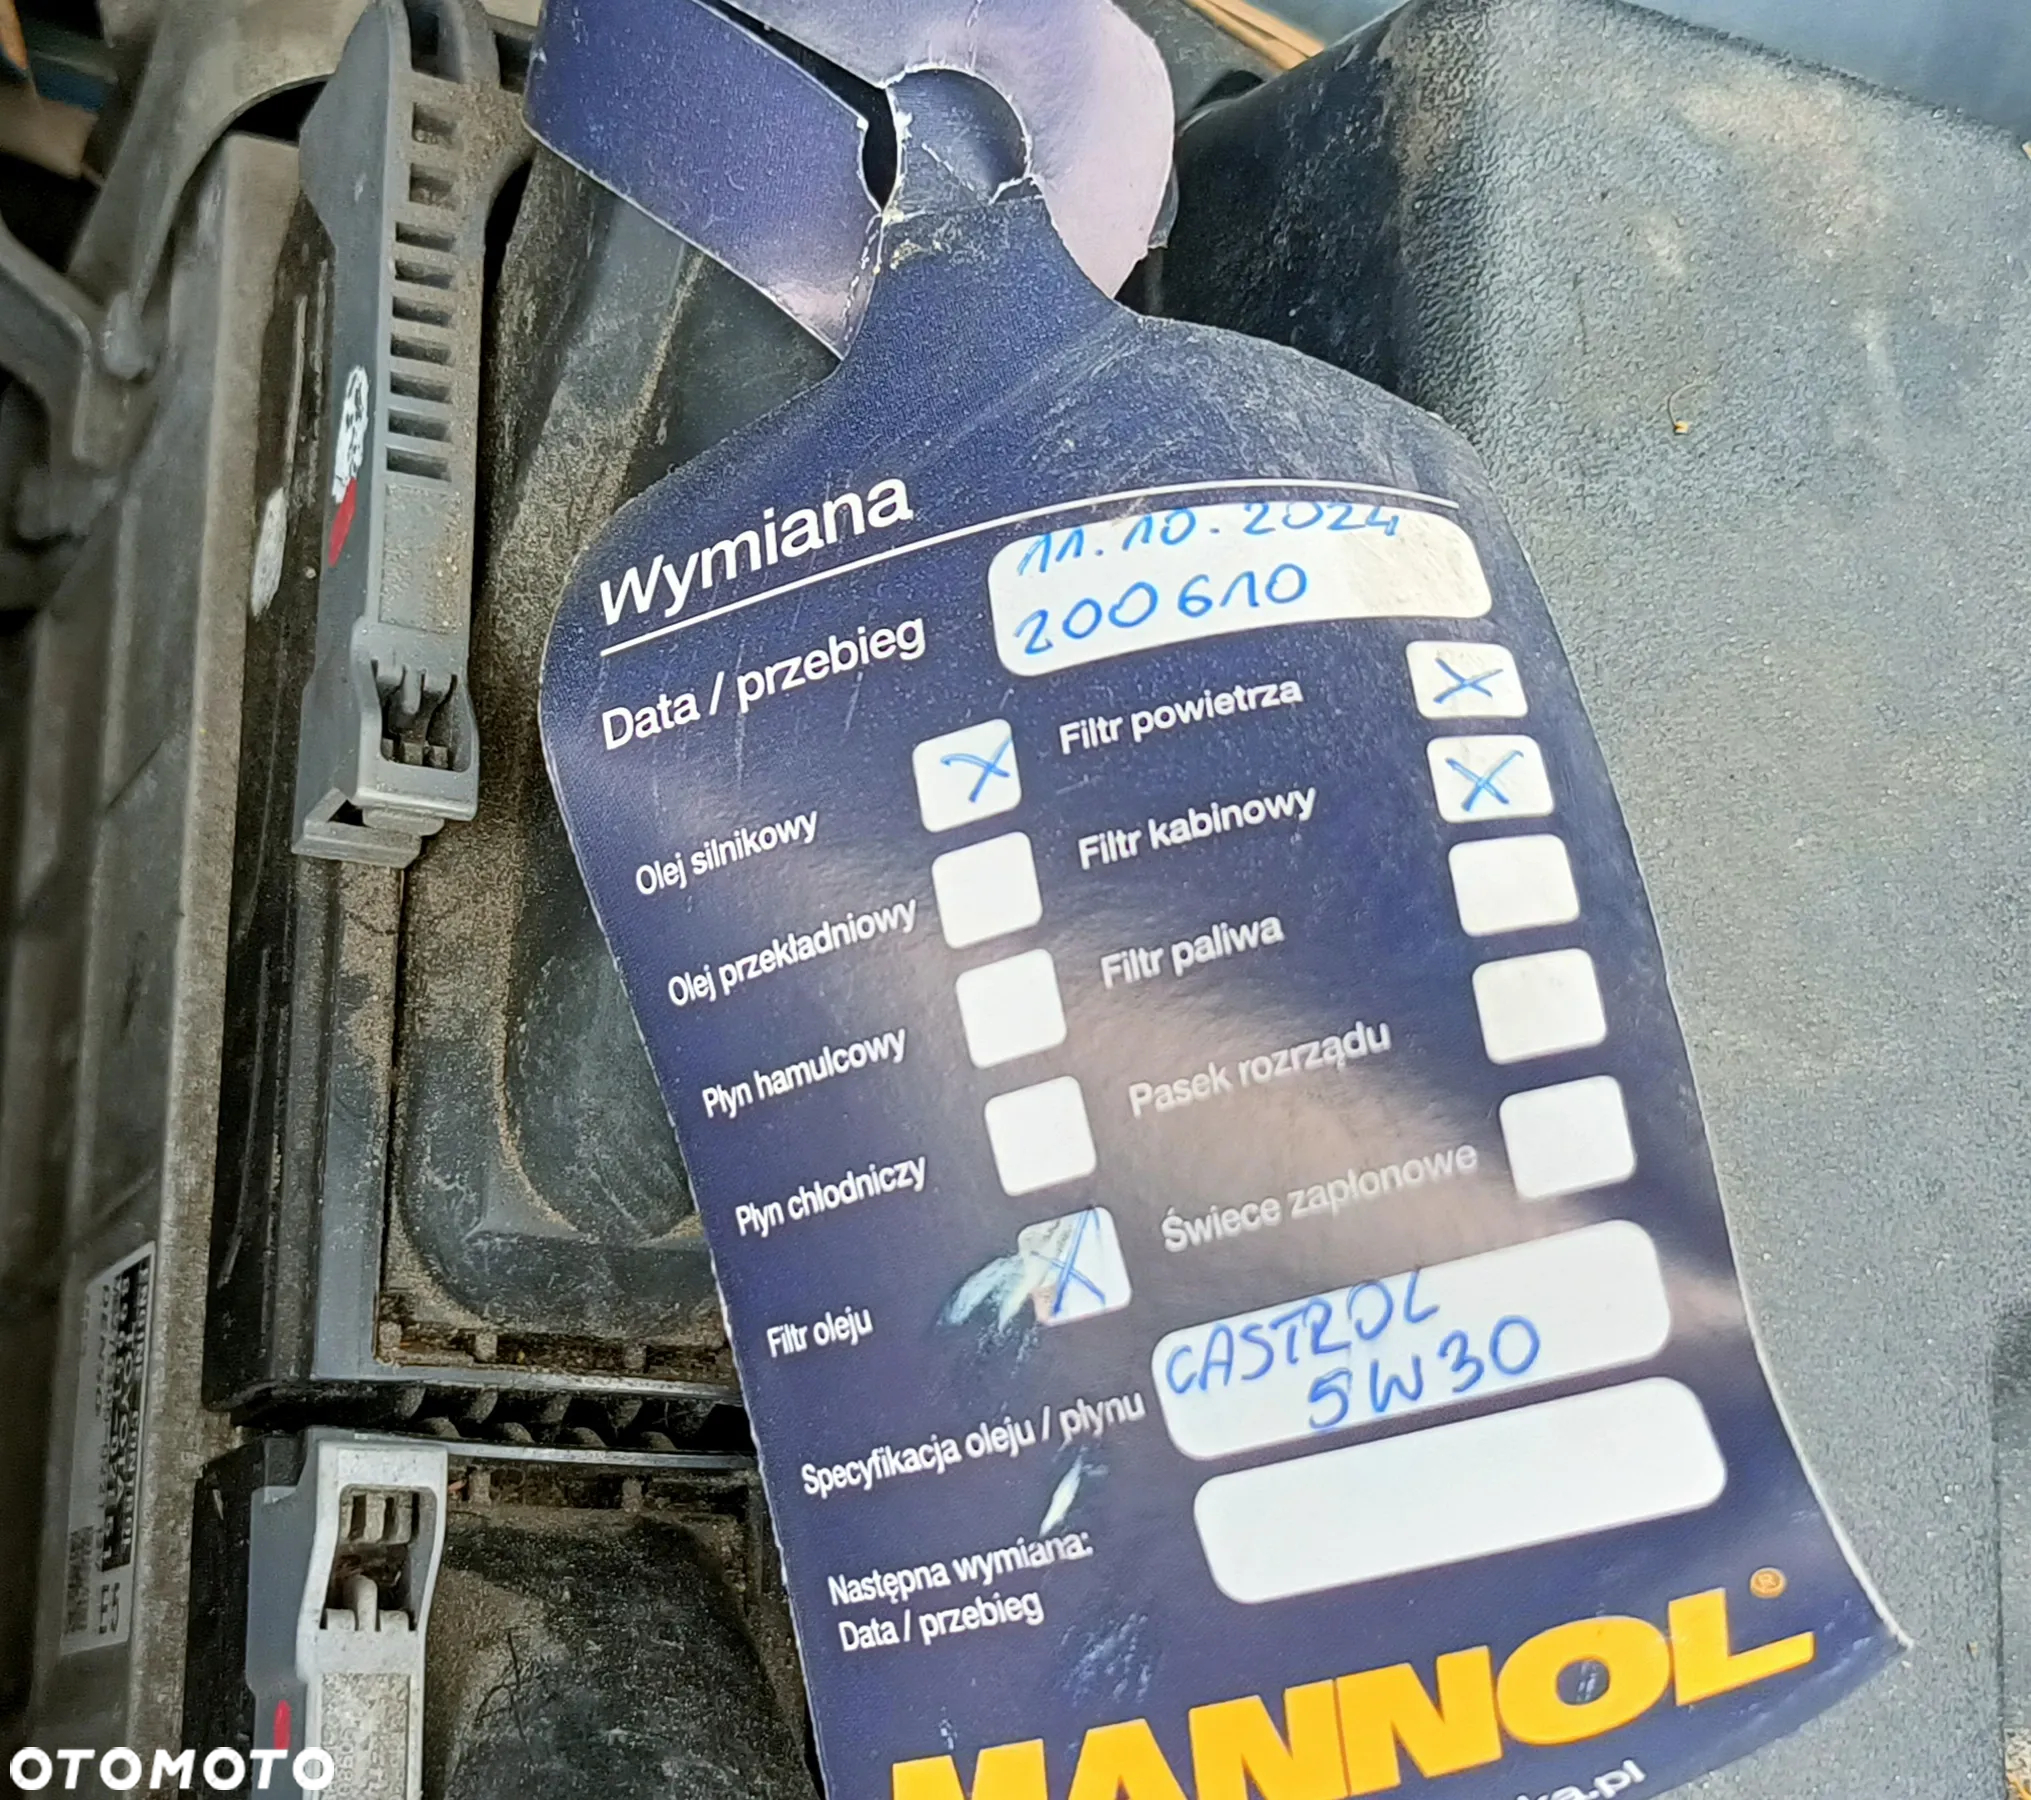 Wymiana
Data / przebieg
11.10.2024
200610
Olej silnikowy X
Filtr powietrza X
Olej przekładniowy
Filtr kabinowy X
Płyn hamulcowy
Filtr paliwa
Płyn chłodniczy
Pasek rozrządu
Filtr oleju X
Świece zapłonowe
Specyfikacja oleju / płynu
CASTROL
5W30
Następna wymiana:
Data / przebieg
MANNOL®
OTOMOTO